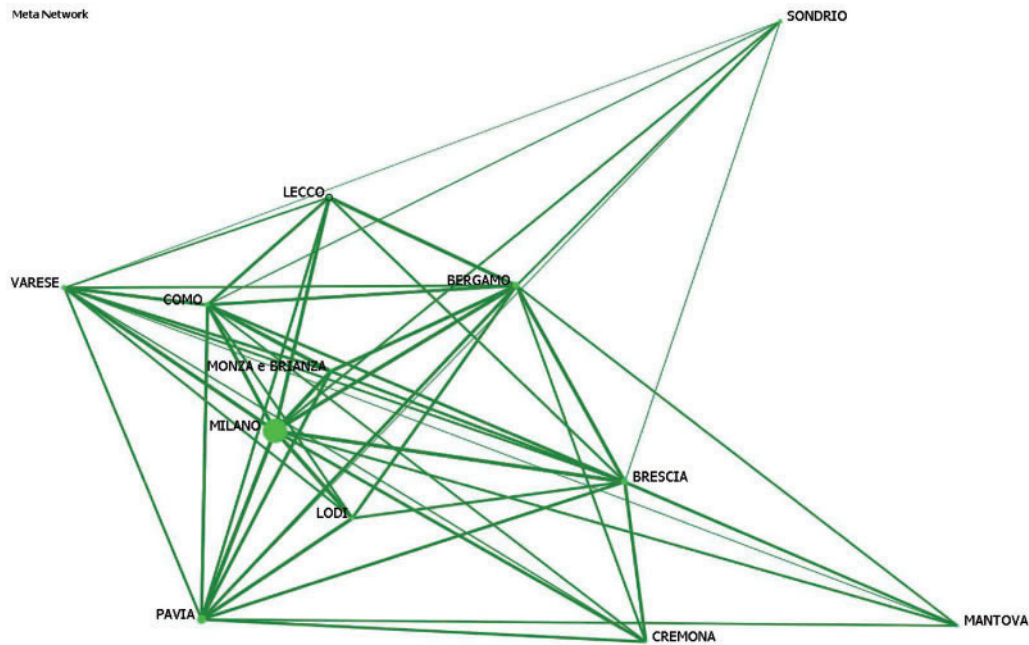 Meta Network
SONDRIO
LECCO
BERGAMO
VARESE
COMO
MONZA e BRIANZA
MILANO
BRESCIA
LODI
PAVIA
MANTOVA
CREMONA